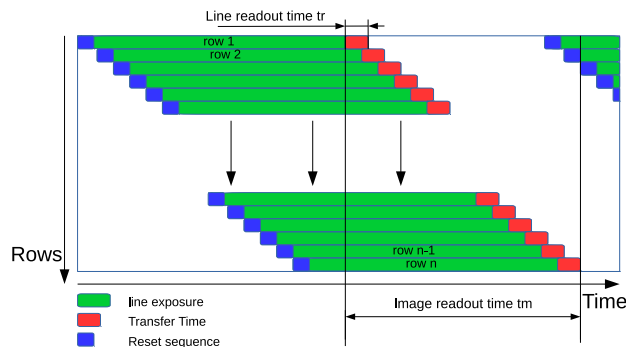 Line readout time tr
row 1
row 2
row n-1
row n
Rows
Time
Image readout time tm
line exposure
Transfer Time
Reset sequence